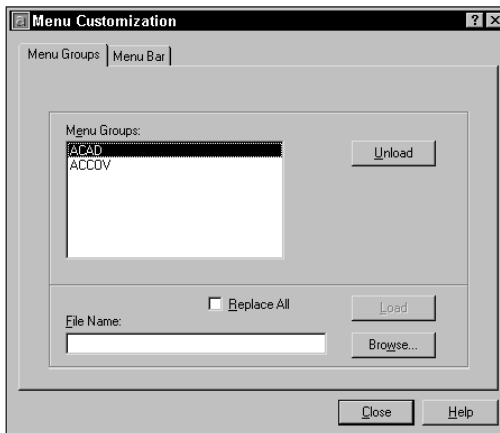 Menu Customization
Menu Groups Menu Bar
Menu Groups:
ACAD
ACCOV
Unload
Replace All
Load
File Name:
Browse...
Close Help